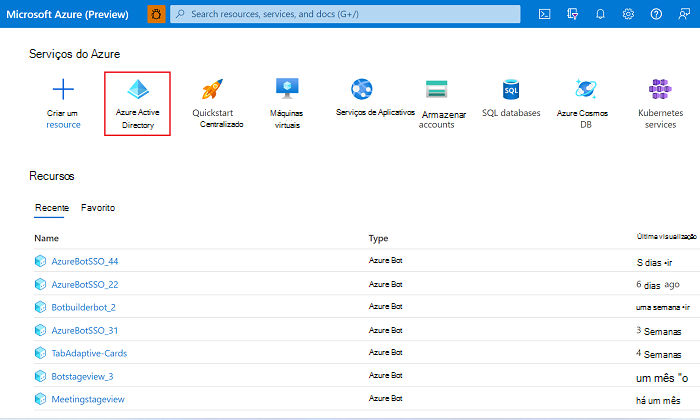 Microsoft Azure (Preview)
Search resources, services, and docs (G+/)
Serviços do Azure
Criar um
resource
Azure Active
Directory
Quickstart
Centralizado
Máquinas
virtuais
Serviços de Aplicativos
Armazenar
accounts
SQL
SQL databases
Azure Cosmos
DB
Kubernetes
services
Recursos
Recente Favorito
Name Type Última visualização
AzureBotSSO_44 Azure Bot S dias •ir
AzureBotSSO_22 Azure Bot 6 dias ago
Botbuilderbot_2 Azure Bot uma semana •ir
AzureBotSSO_31 Azure Bot 3 Semanas
TabAdaptive-Cards Azure Bot 4 Semanas
Botstageview_3 Azure Bot um mês "o
Meetingstageview Azure Bot há um mês